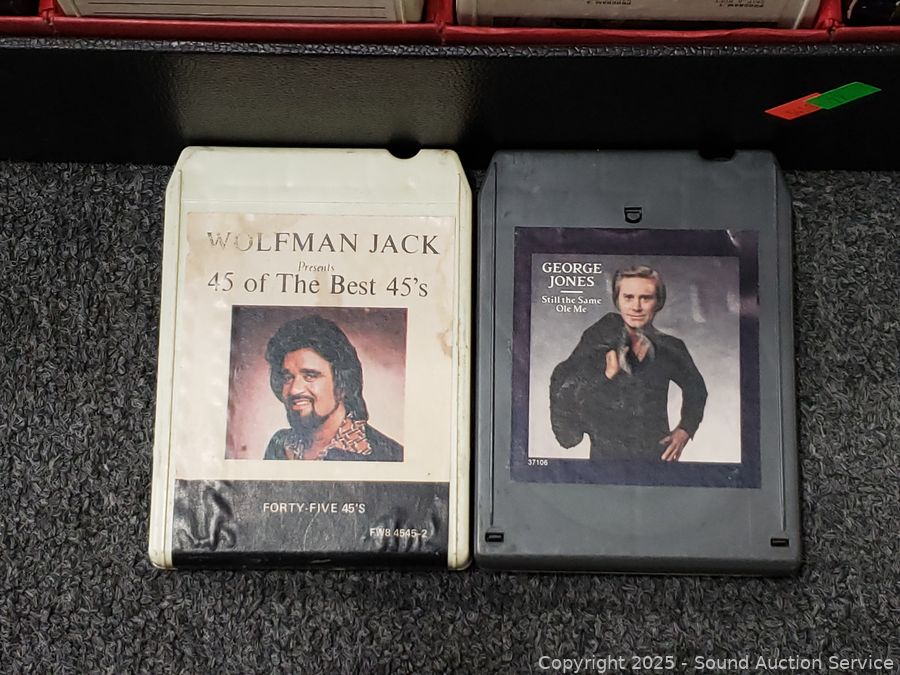 WOLFMAN JACK
Presents
45 of The Best 45's
FORTY-FIVE 45'S
FW8 4545-2
GEORGE
JONES
Still the Same
Ole Me
37106
Copyright © 2025 - Sound Auction Service